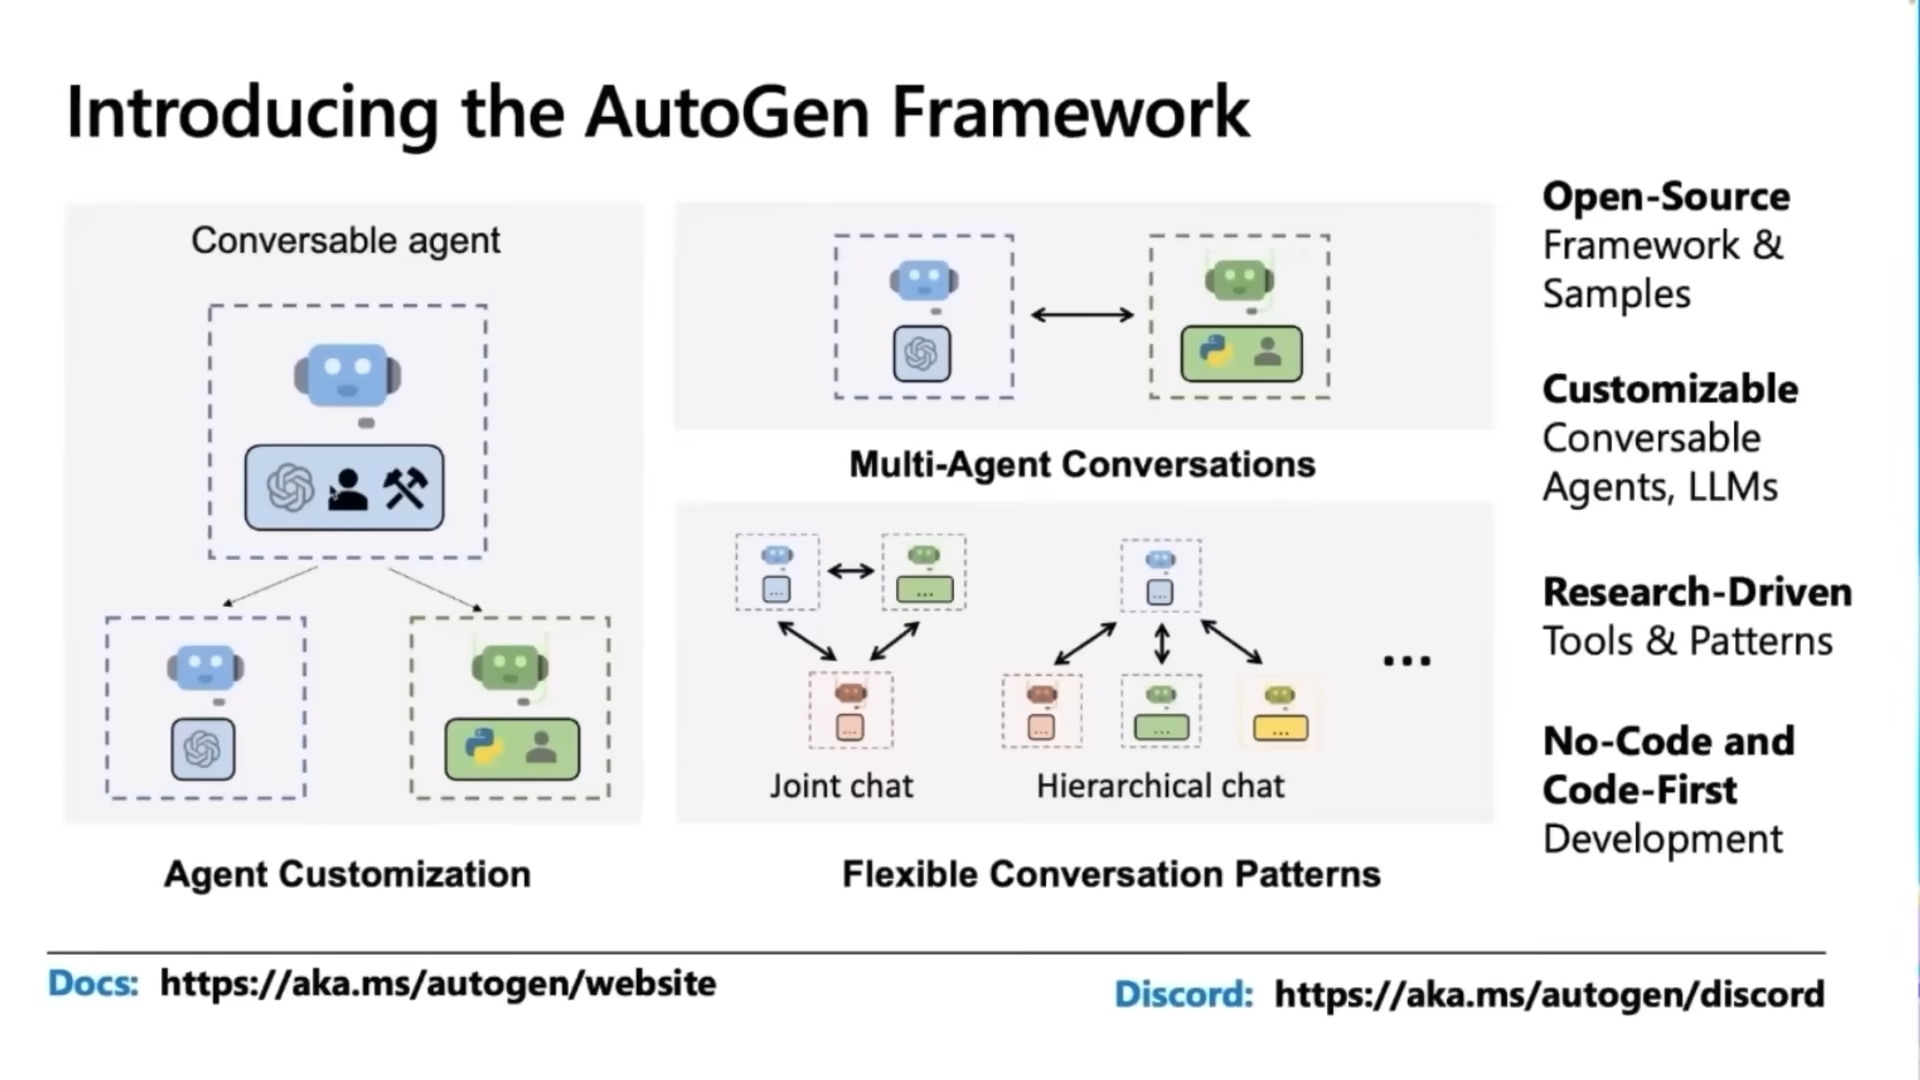 Introducing the AutoGen Framework
Conversable agent
Agent Customization
Multi-Agent Conversations
...
...
...
...
...
...
...
...
Joint chat
Hierarchical chat
Flexible Conversation Patterns
Open-Source
Framework &
Samples
Customizable
Conversable
Agents, LLMs
Research-Driven
Tools & Patterns
No-Code and
Code-First
Development
Docs: https://aka.ms/autogen/website
Discord: https://aka.ms/autogen/discord